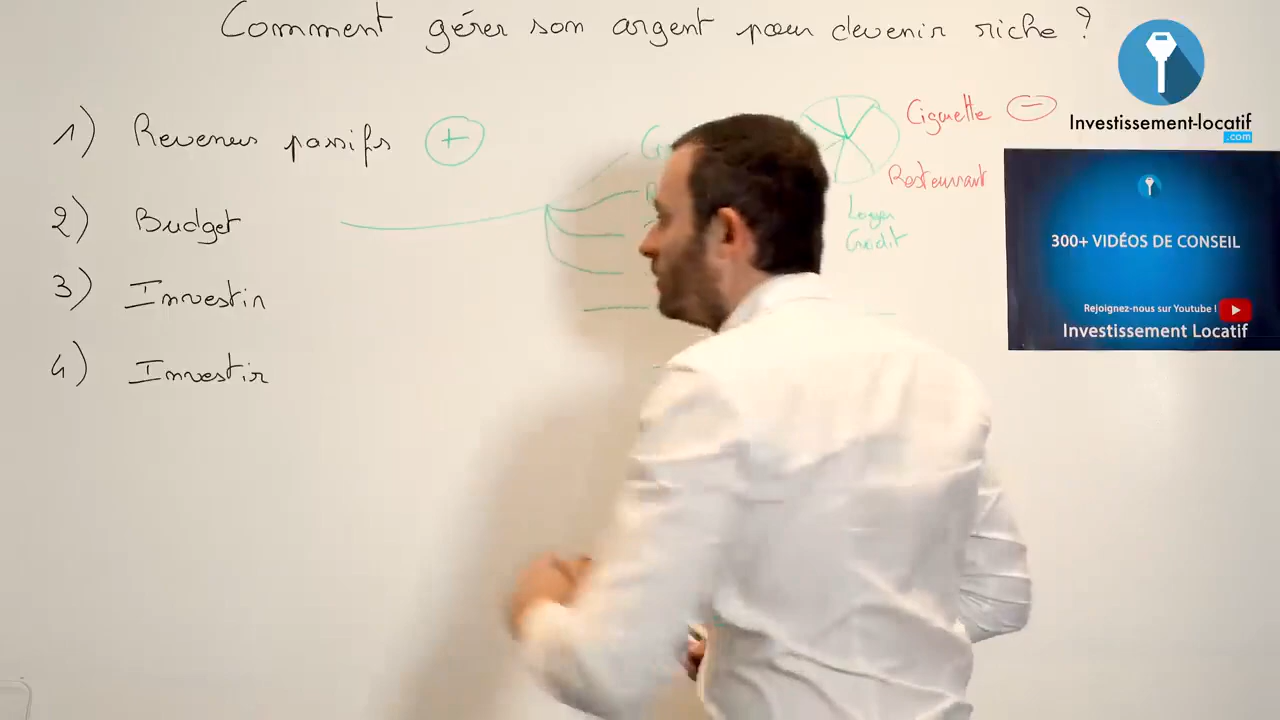 Comment gérer son argent pour devenir riche ?
1) Revenus passifs +
2) Budget
3) Investir
4) Investir
Cigarette -
Restaurant
Loyer
Crédit
Investissement-locatif
.com
300+ VIDÉOS DE CONSEIL
Rejoignez-nous sur Youtube !
Investissement Locatif